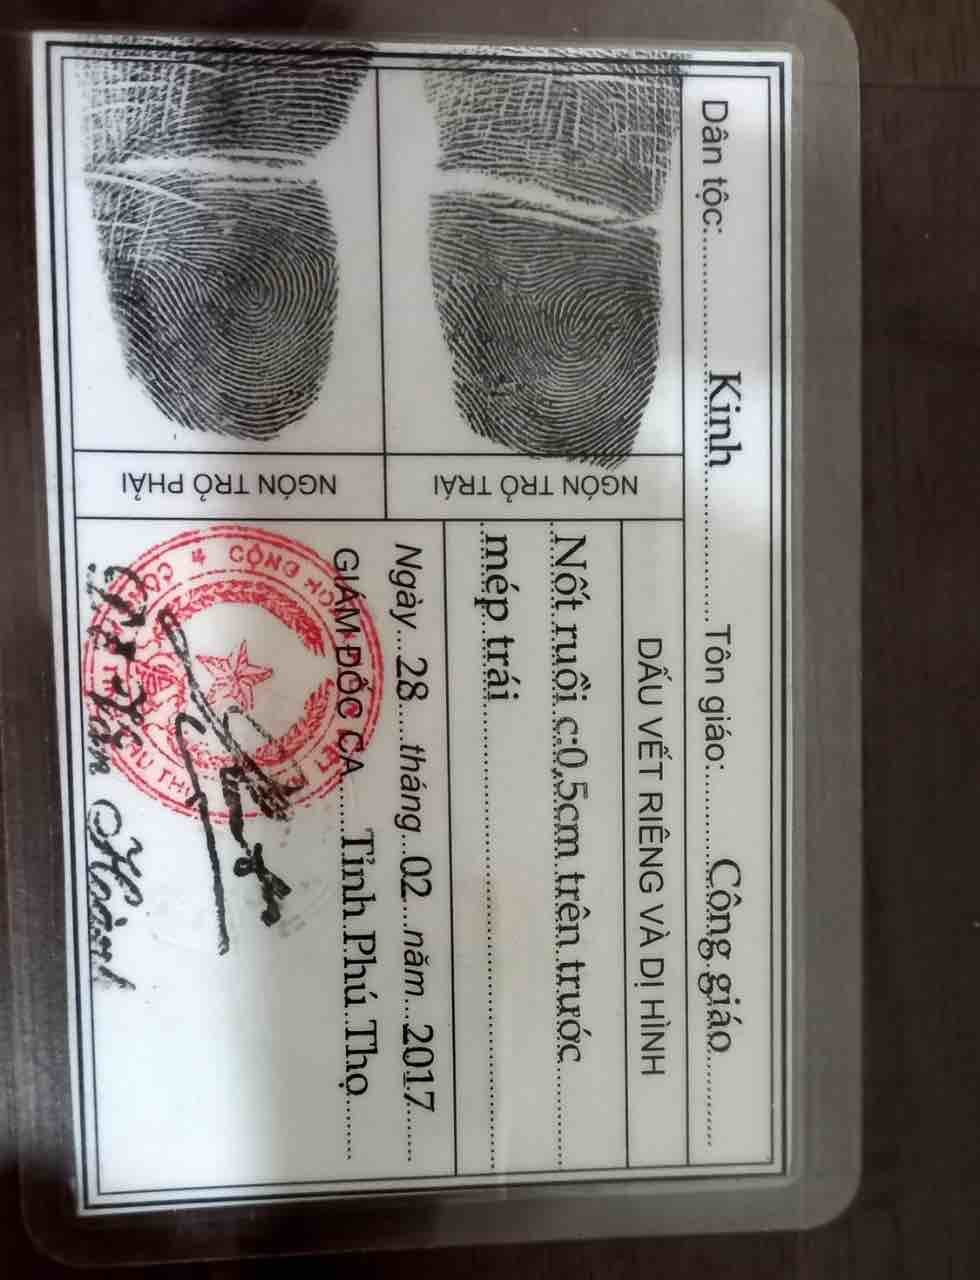 Dân tộc: Kinh Tôn giáo: Công giáo
NGÓN TRỎ TRÁI
DẤU VẾT RIÊNG VÀ DỊ HÌNH
Nốt ruồi c:0,5cm trên trước
mép trái
NGÓN TRỎ PHẢI
Ngày 28 tháng 02 năm 2017
GIÁM ĐỐC CA Tỉnh Phú Thọ
CỘNG